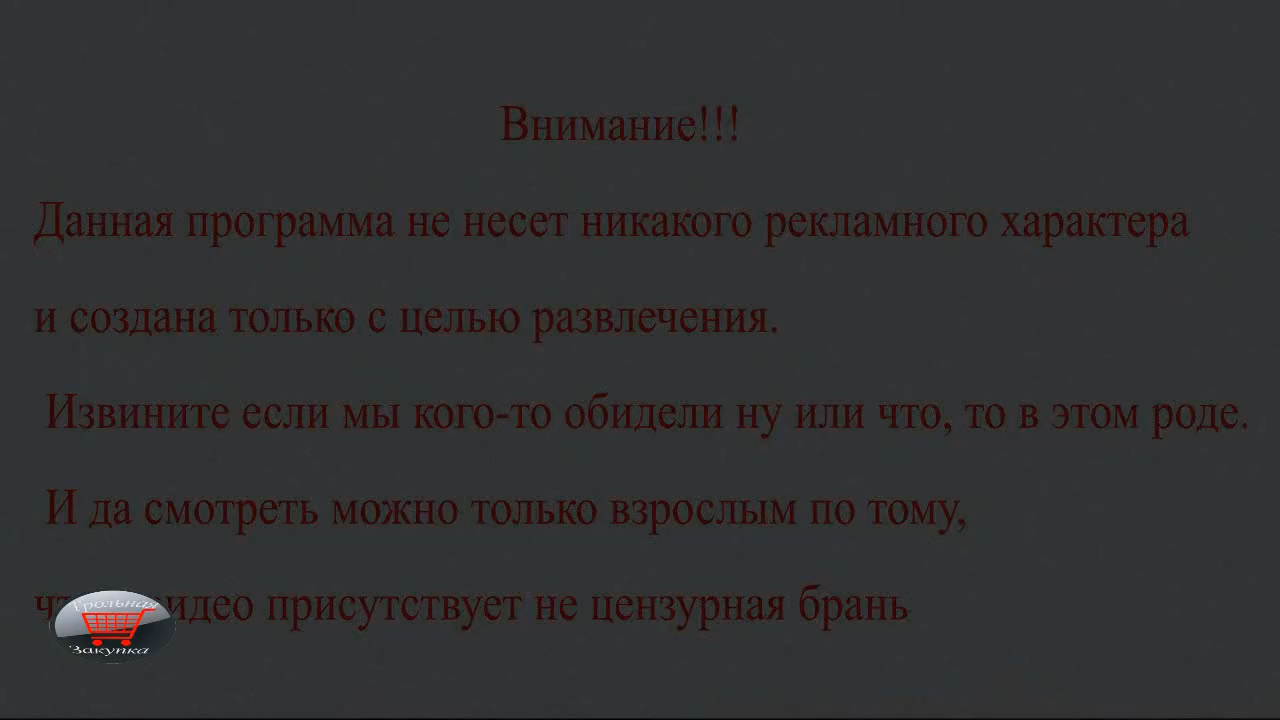 Внимание!!!
Данная программа не несет никакого рекламного характера
и создана только с целью развлечения.
Извините если мы кого-то обидели ну или что, то в этом роде.
И да смотреть можно только взрослым по тому,
присутствует не цензурная брань
Закупка